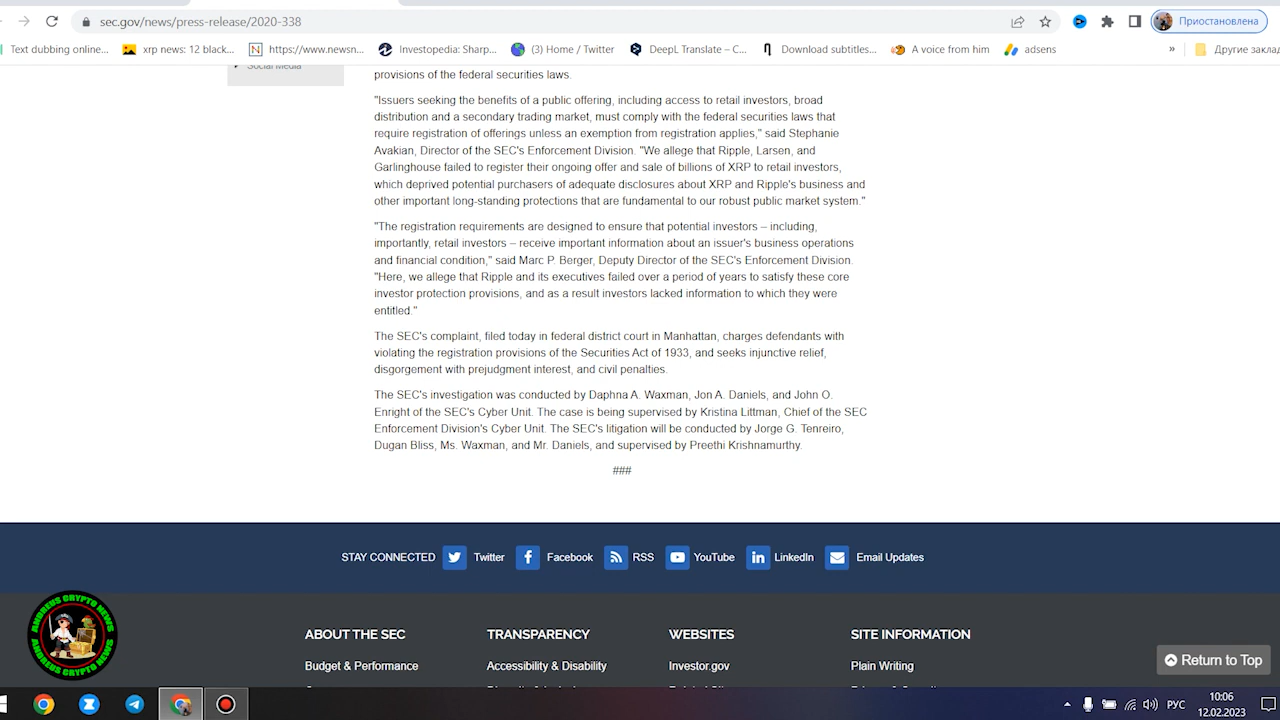 sec.gov/news/press-release/2020-338
Приостановлена
Text dubbing online...
xrp news: 12 black...
https://www.newsn...
Investopedia: Sharp...
(3) Home / Twitter
DeepL Translate – C...
Download subtitles...
A voice from him
adsens
»
Другие заклад
Social Media
provisions of the federal securities laws.
"Issuers seeking the benefits of a public offering, including access to retail investors, broad
distribution and a secondary trading market, must comply with the federal securities laws that
require registration of offerings unless an exemption from registration applies," said Stephanie
Avakian, Director of the SEC's Enforcement Division. "We allege that Ripple, Larsen, and
Garlinghouse failed to register their ongoing offer and sale of billions of XRP to retail investors,
which deprived potential purchasers of adequate disclosures about XRP and Ripple's business and
other important long-standing protections that are fundamental to our robust public market system."
"The registration requirements are designed to ensure that potential investors – including,
importantly, retail investors – receive important information about an issuer's business operations
and financial condition," said Marc P. Berger, Deputy Director of the SEC's Enforcement Division.
"Here, we allege that Ripple and its executives failed over a period of years to satisfy these core
investor protection provisions, and as a result investors lacked information to which they were
entitled."
The SEC's complaint, filed today in federal district court in Manhattan, charges defendants with
violating the registration provisions of the Securities Act of 1933, and seeks injunctive relief,
disgorgement with prejudgment interest, and civil penalties.
The SEC's investigation was conducted by Daphna A. Waxman, Jon A. Daniels, and John O.
Enright of the SEC's Cyber Unit. The case is being supervised by Kristina Littman, Chief of the SEC
Enforcement Division's Cyber Unit. The SEC's litigation will be conducted by Jorge G. Tenreiro,
Dugan Bliss, Ms. Waxman, and Mr. Daniels, and supervised by Preethi Krishnamurthy.
###
STAY CONNECTED Twitter Facebook RSS YouTube LinkedIn Email Updates
ANDREUS CRYPTO NEWS
ANDREUS CRYPTO NEWS
ABOUT THE SEC
TRANSPARENCY
WEBSITES
SITE INFORMATION
Budget & Performance
Accessibility & Disability
Investor.gov
Plain Writing
Return to Top
РУС
10:06
12.02.2023